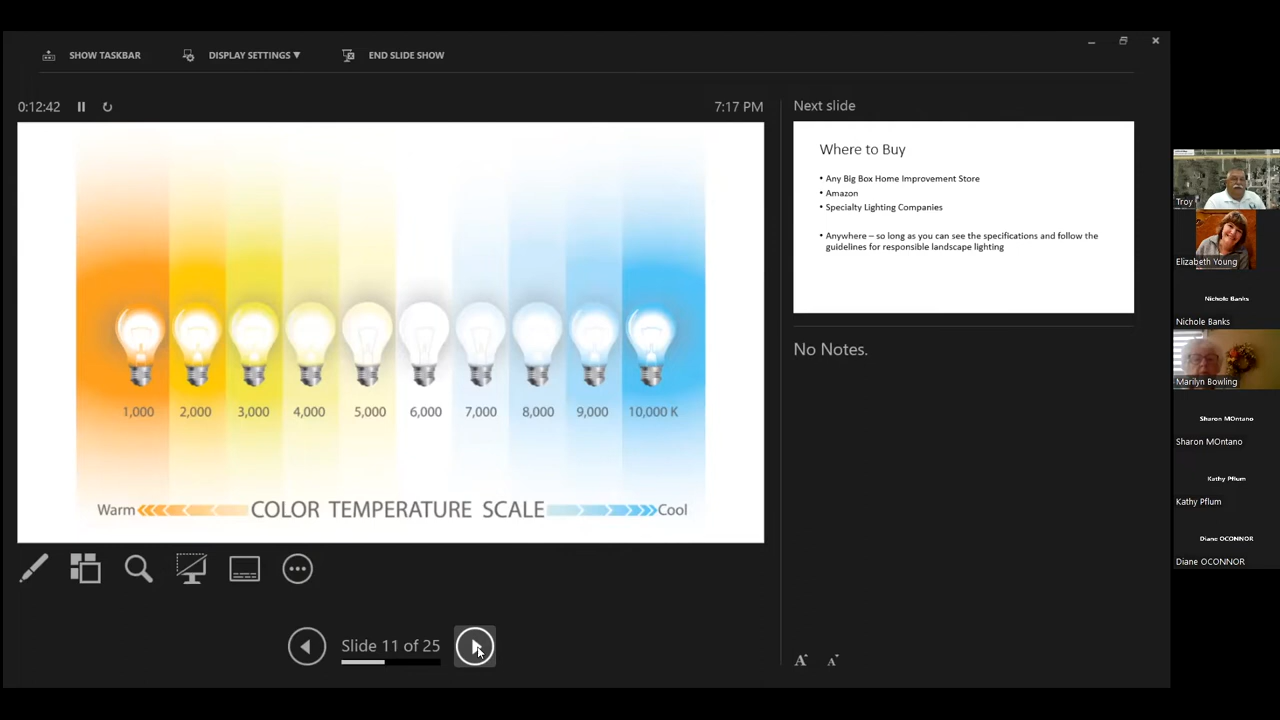 SHOW TASKBAR
DISPLAY SETTINGS ▼
END SLIDE SHOW
0:12:42
7:17 PM
1,000
2,000
3,000
4,000
5,000
6,000
7,000
8,000
9,000
10,000 K
Warm
COLOR TEMPERATURE SCALE
Cool
Slide 11 of 25
Next slide
Where to Buy
• Any Big Box Home Improvement Store
• Amazon
• Specialty Lighting Companies
• Anywhere – so long as you can see the specifications and follow the
guidelines for responsible landscape lighting
No Notes.
A
A
Troy
Elizabeth Young
Nichole Banks
Nichole Banks
Marilyn Bowling
Sharon MOntano
Sharon MOntano
Kathy Pflum
Kathy Pflum
Diane OCONNOR
Diane OCONNOR